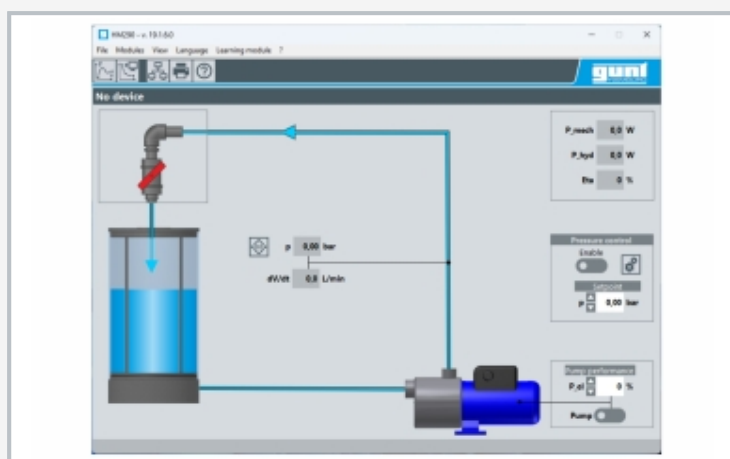 HM290 - v. 19.1.6.0
File Modules View Language Learning module ?
gunt
No device
P_mech 0,0 W
P_hyd 0,0 W
Eta 0 %
p 0,00 bar
dV/dt 0,0 L/min
Pressure control
Enable
Setpoint
p 0,00 bar
Pump performance
P_el 0 %
Pump